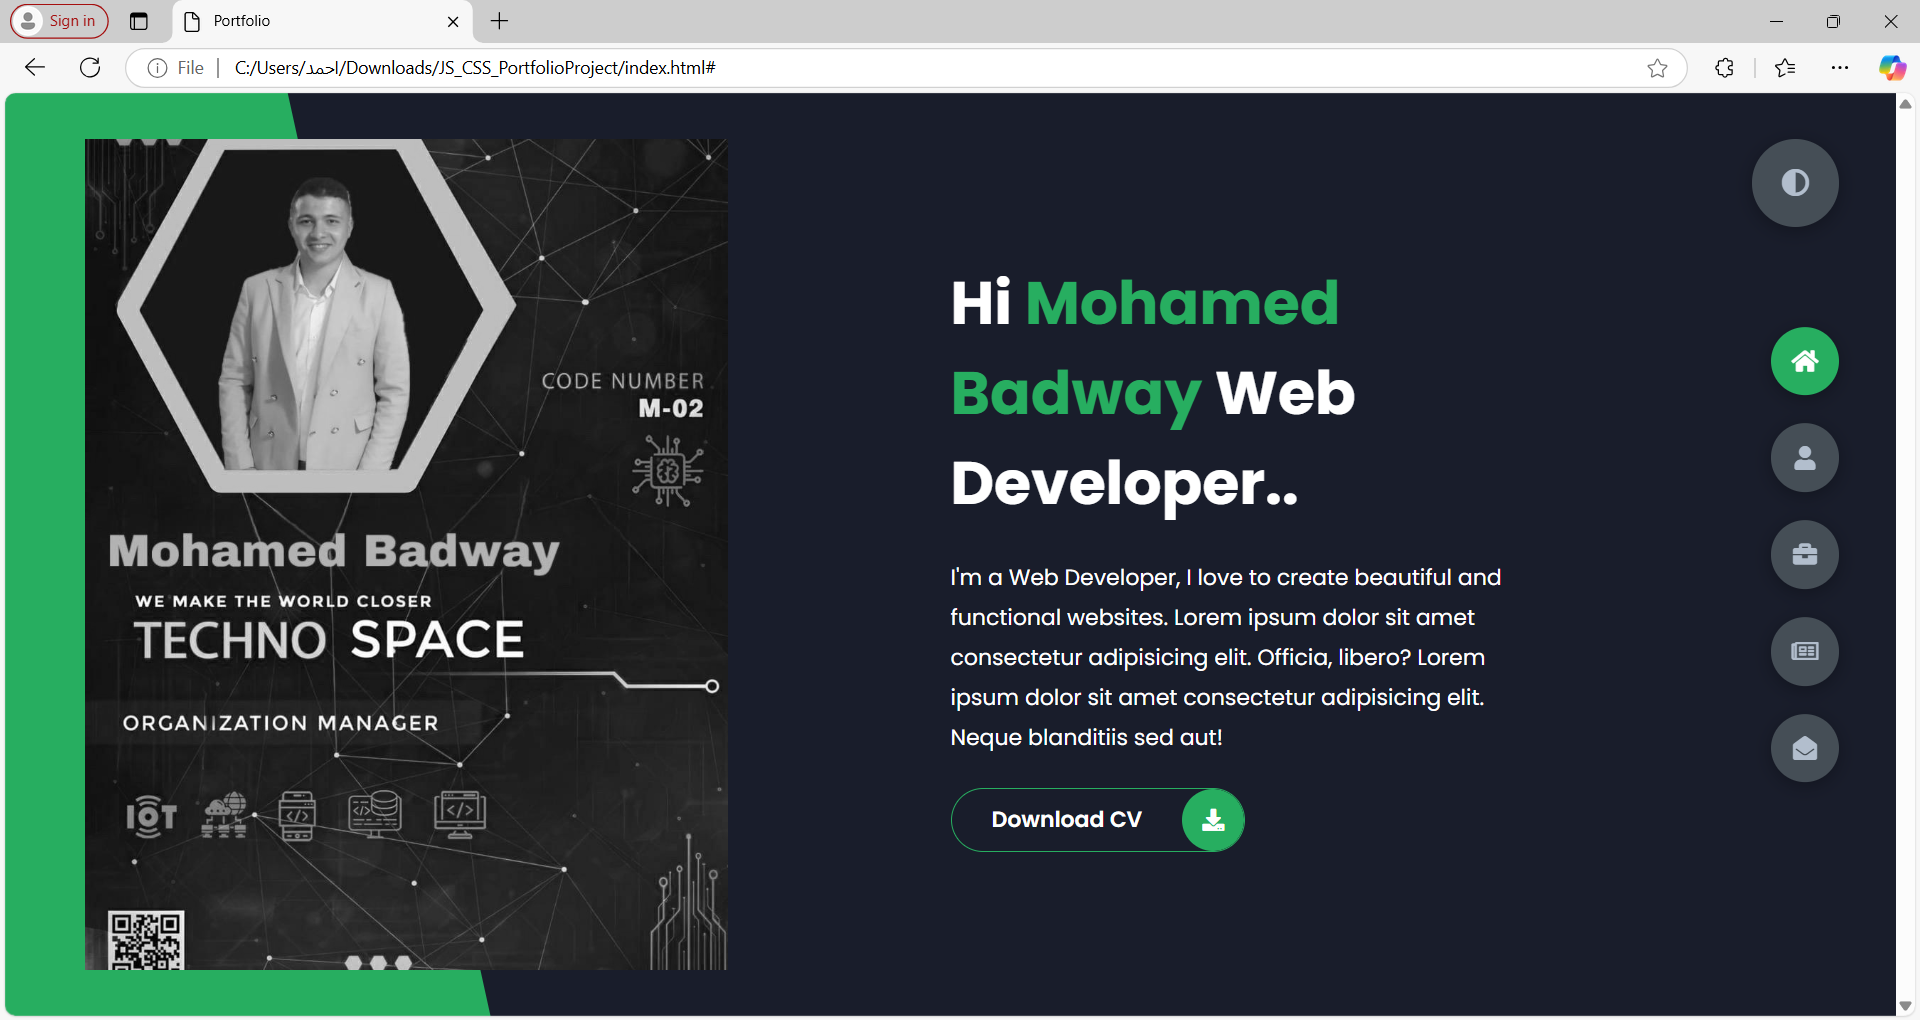 Sign in
Portfolio
File
C:/Users/احمد/Downloads/JS_CSS_PortfolioProject/index.html#
CODE NUMBER
M-02
Mohamed Badway
WE MAKE THE WORLD CLOSER
TECHNO SPACE
ORGANIZATION MANAGER
IOT
Hi Mohamed
Badway Web
Developer..
I'm a Web Developer, I love to create beautiful and
functional websites. Lorem ipsum dolor sit amet
consectetur adipisicing elit. Officia, libero? Lorem
ipsum dolor sit amet consectetur adipisicing elit.
Neque blanditiis sed aut!
Download CV